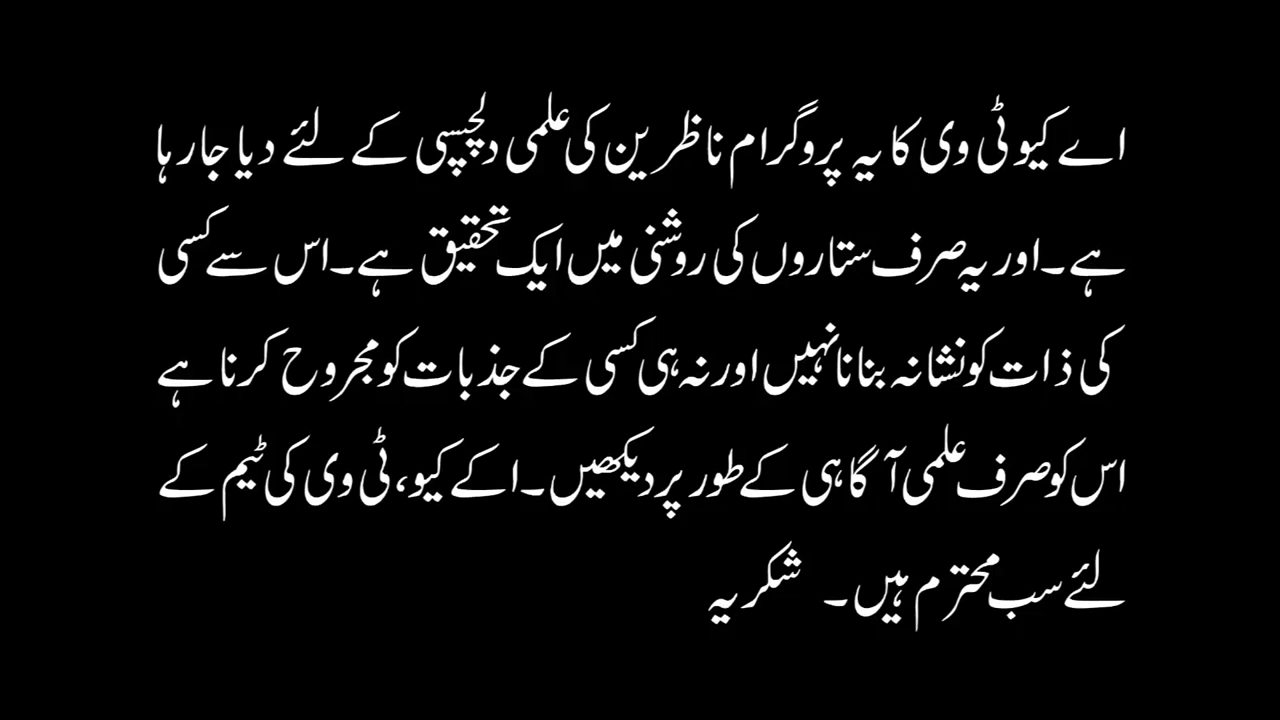 اے کیو ٹی وی کا یہ پروگرام ناظرین کی علمی دلچسپی کے لئے دیا جا رہا
ہے۔ اور یہ صرف ستاروں کی روشنی میں ایک تحقیق ہے۔ اس سے کسی
کی ذات کو نشانہ بنانا نہیں اور نہ ہی کسی کے جذبات کو مجروح کرنا ہے
اس کو صرف علمی آگاہی کے طور پر دیکھیں۔ اکے کیو، ٹی وی کی ٹیم کے
لئے سب محترم ہیں۔ شکریہ